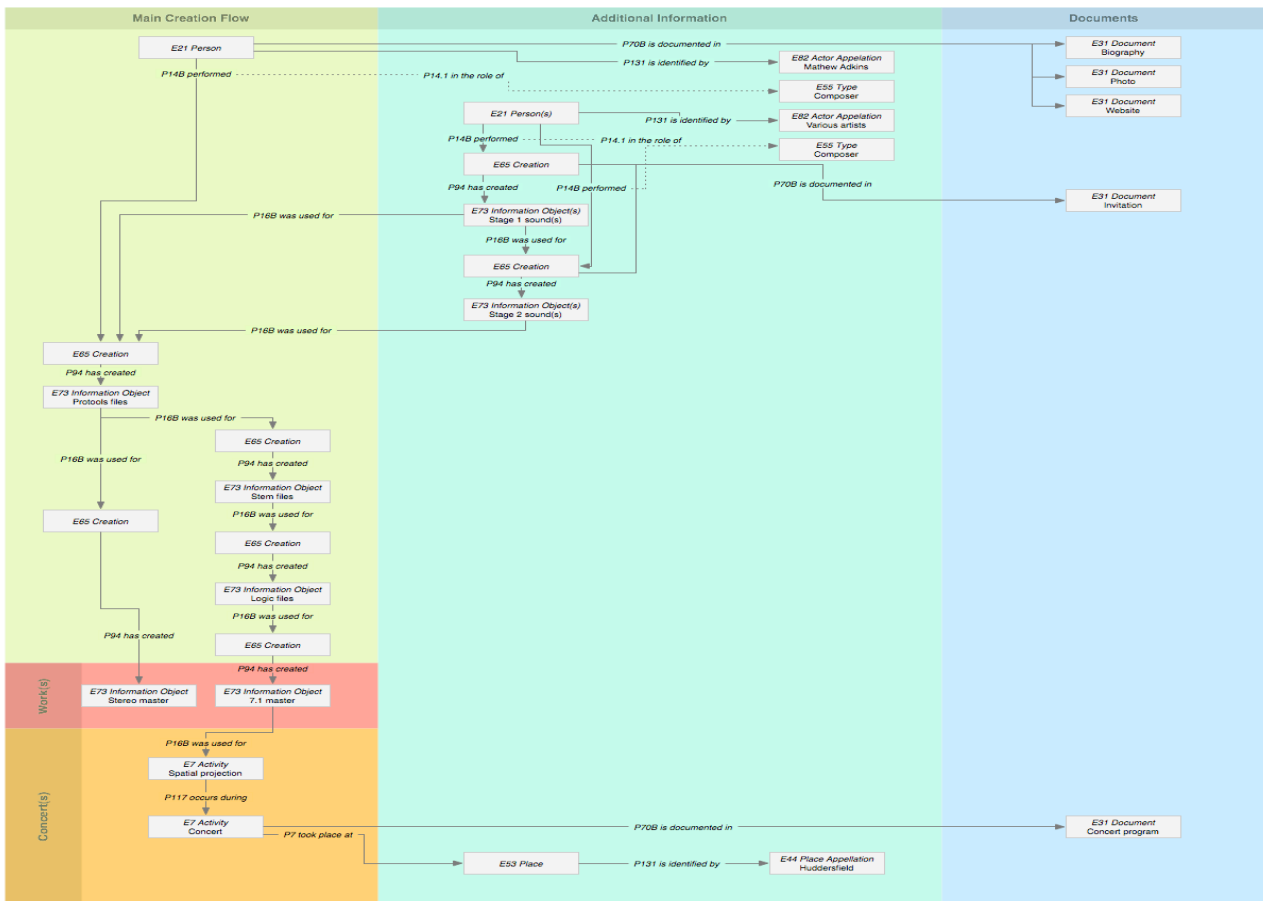 Main Creation Flow
Additional Information
Documents
E21 Person
P70B is documented in
E31 Document
Biography
P131 is identified by
E82 Actor Appelation
Mathew Adkins
P14B performed
P14.1 in the role of
E31 Document
Photo
E55 Type
Composer
E31 Document
Website
E21 Person(s)
P131 is identified by
E82 Actor Appelation
Various artists
P14B performed
P14.1 in the role of
E55 Type
Composer
E65 Creation
P94 has created
P14B performed
P70B is documented in
E31 Document
Invitation
P16B was used for
E73 Information Object(s)
Stage 1 sound(s)
P16B was used for
E65 Creation
P94 has created
E73 Information Object(s)
Stage 2 sound(s)
P16B was used for
E65 Creation
P94 has created
E73 Information Object
Protools files
P16B was used for
E65 Creation
P16B was used for
P94 has created
E73 Information Object
Stem files
P16B was used for
E65 Creation
E65 Creation
P94 has created
E73 Information Object
Logic files
P16B was used for
P94 has created
E65 Creation
P94 has created
Work(s)
E73 Information Object
Stereo master
E73 Information Object
7.1 master
P16B was used for
E7 Activity
Spatial projection
P117 occurs during
Concert(s)
E7 Activity
Concert
P70B is documented in
E31 Document
Concert program
P7 took place at
E53 Place
P131 is identified by
E44 Place Appellation
Huddersfield